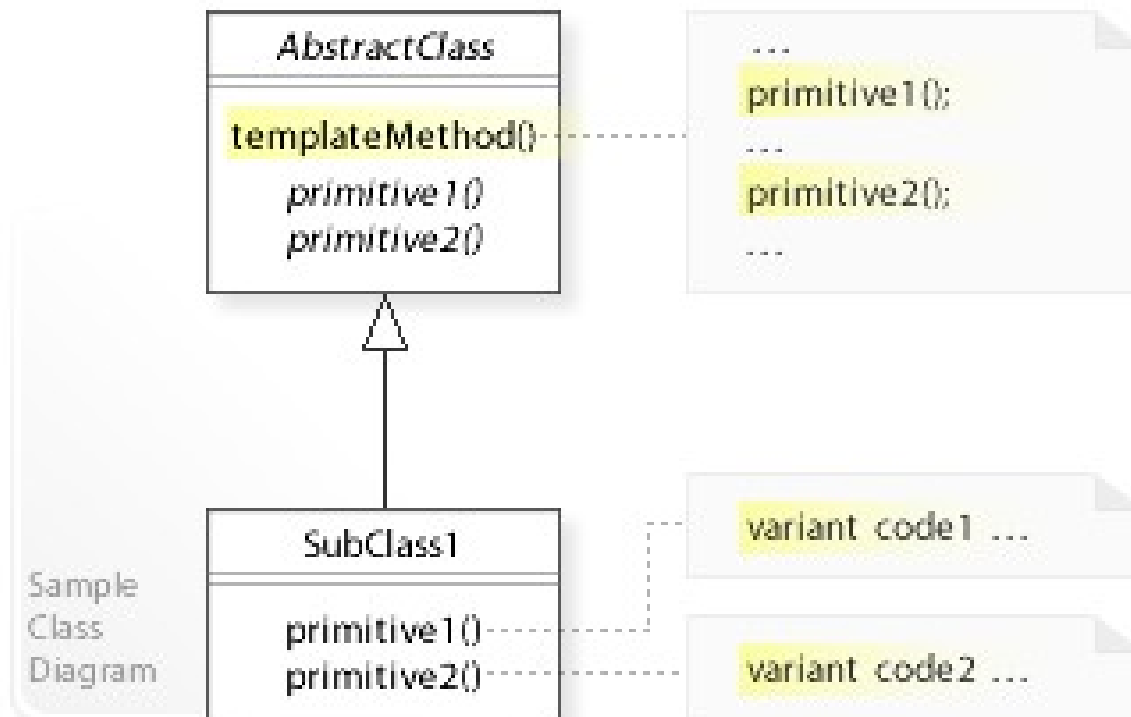 AbstractClass
templateMethod()
primitive1()
primitive2()
...
primitive1();
...
primitive2();
...
SubClass1
primitive1()
primitive2()
variant code1 ...
variant code2 ...
Sample
Class
Diagram